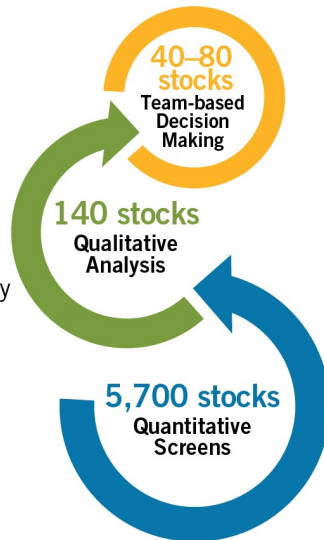 40–80
stocks
Team-based
Decision
Making
140 stocks
Qualitative
Analysis
y
5,700 stocks
Quantitative
Screens